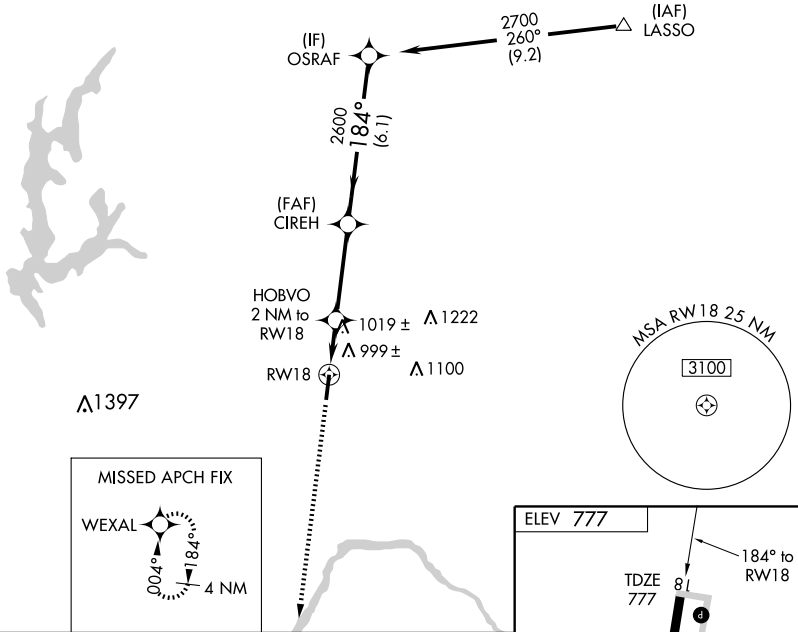 (IAF)
LASSO
2700
260°
(9.2)
(IF)
OSRAF
2600
184°
(6.1)
(FAF)
CIREH
HOBVO
2 NM to
RW18
1019 ±
1222
999 ±
RW18
1100
1397
MSA RW18 25 NM
3100
MISSED APCH FIX
WEXAL
004°
184°
4 NM
ELEV 777
184° to
RW18
TDZE
777
18
P